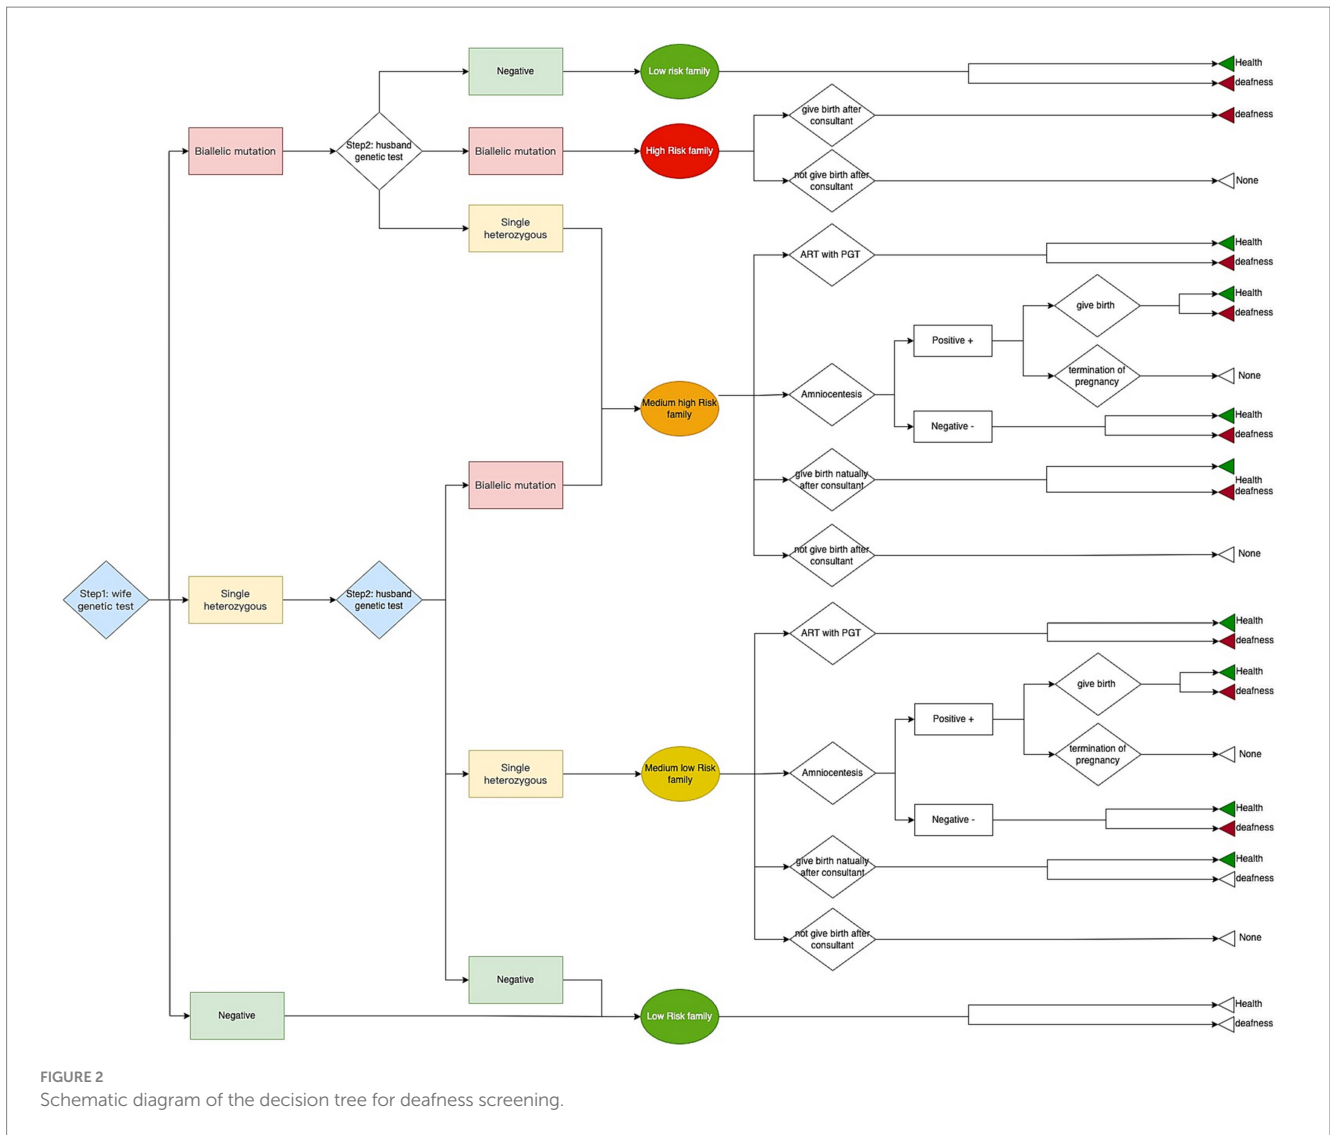 Negative
Low risk family
Health
deafness
Biallelic mutation
Step2: husband
genetic test
Biallelic mutation
High Risk family
give birth after
consultant
deafness
not give birth after
consultant
None
Single
heterozygous
ART with PGT
Health
deafness
Medium high Risk
family
Amniocentesis
Positive +
give birth
Health
deafness
termination of
pregnancy
None
Negative -
Health
deafness
Biallelic mutation
give birth natually
after consultant
Health
deafness
not give birth after
consultant
None
Step1: wife
genetic test
Single
heterozygous
Step2: husband
genetic test
ART with PGT
Health
deafness
Single
heterozygous
Medium low Risk
family
Amniocentesis
Positive +
give birth
Health
deafness
termination of
pregnancy
None
Negative -
Health
deafness
give birth natually
after consultant
Health
deafness
not give birth after
consultant
None
Negative
Negative
Low Risk family
Health
deafness
FIGURE 2
Schematic diagram of the decision tree for deafness screening.